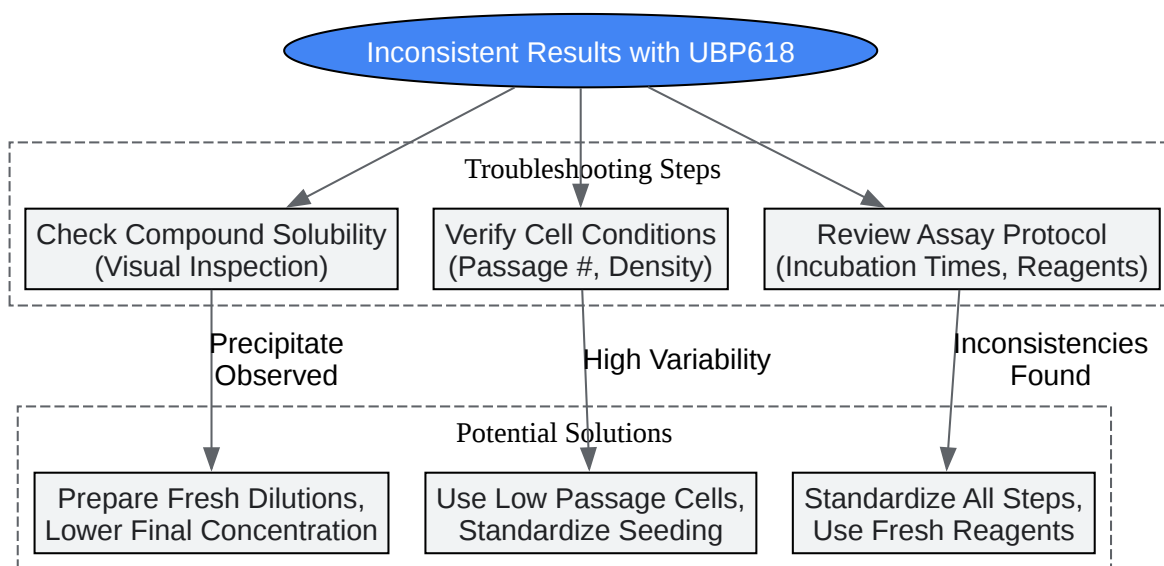 Inconsistent Results with UBP618
Troubleshooting Steps
Check Compound Solubility
(Visual Inspection)
Verify Cell Conditions
(Passage #, Density)
Review Assay Protocol
(Incubation Times, Reagents)
Precipitate
Observed
High Variability
Inconsistencies
Found
Potential Solutions
Prepare Fresh Dilutions,
Lower Final Concentration
Use Low Passage Cells,
Standardize Seeding
Standardize All Steps,
Use Fresh Reagents